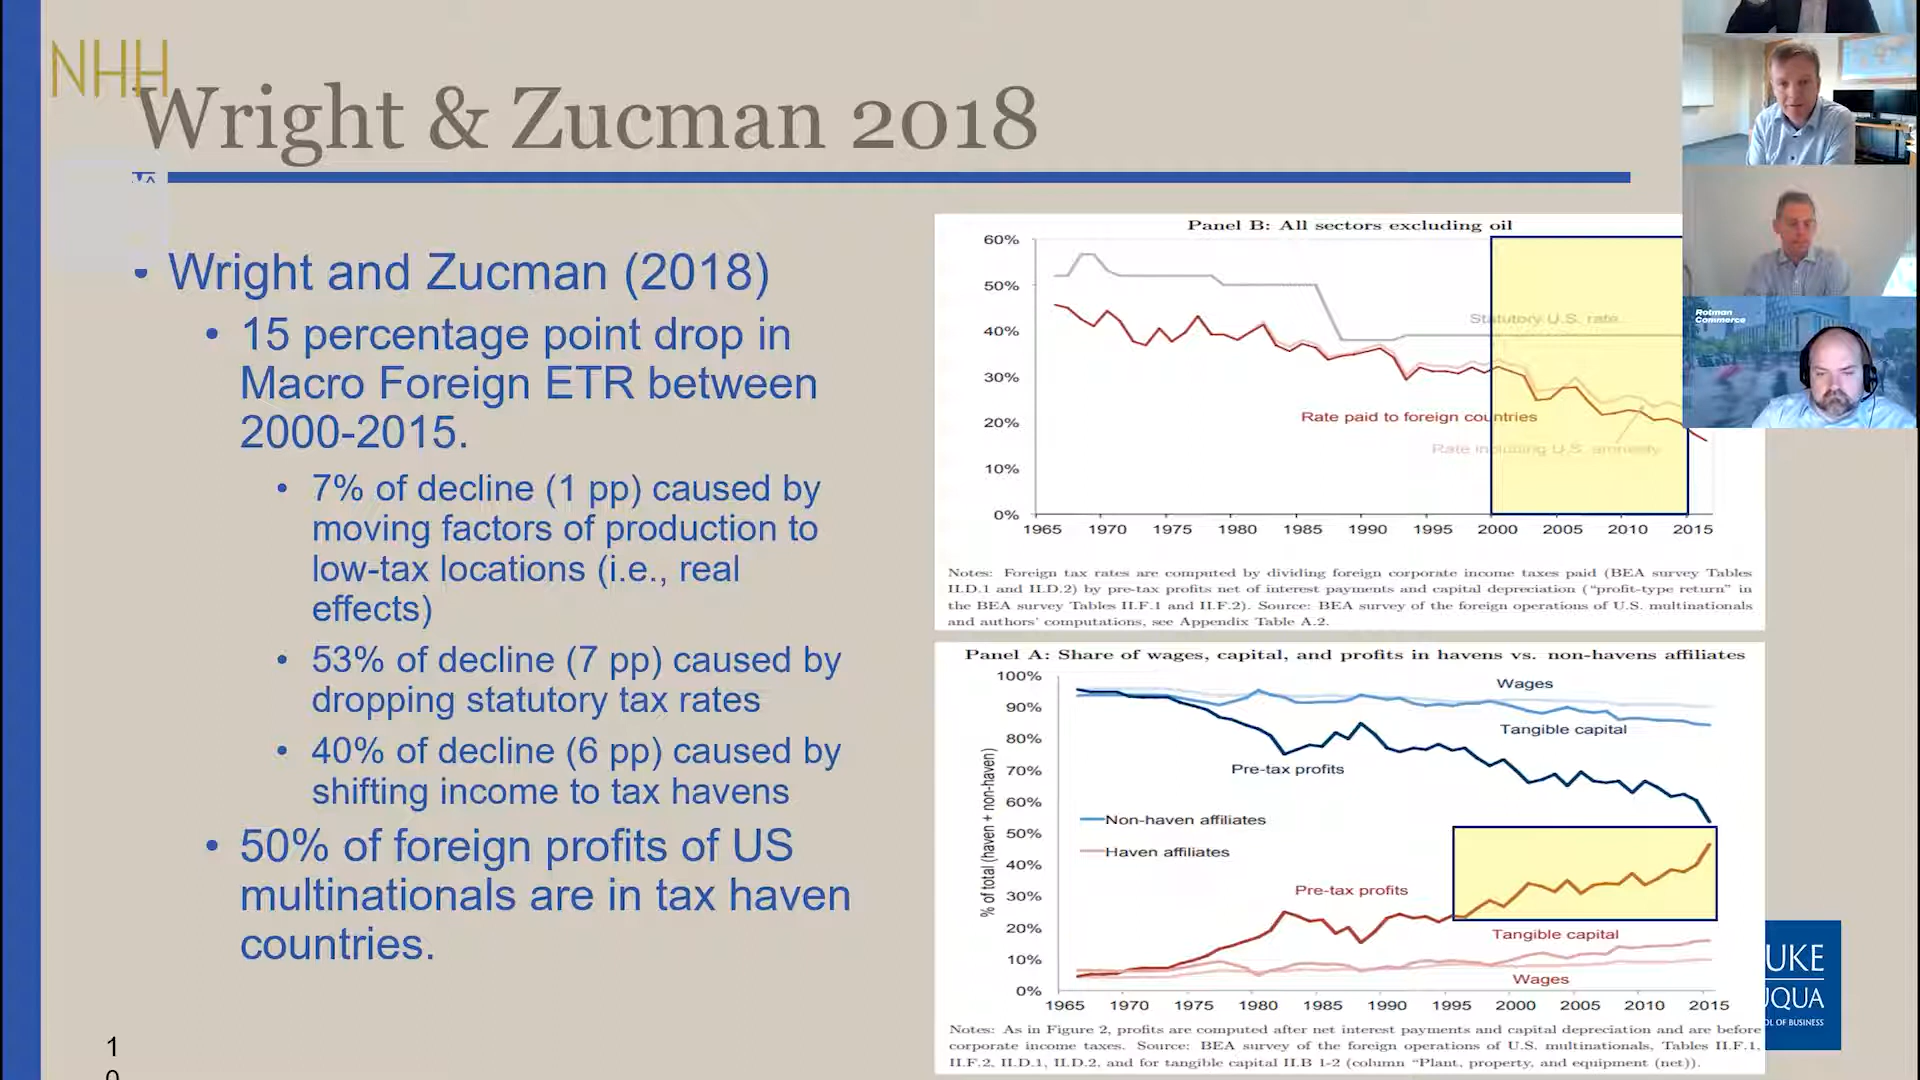 NHH
Wright & Zucman 2018
• Wright and Zucman (2018)
• 15 percentage point drop in
Macro Foreign ETR between
2000-2015.
• 7% of decline (1 pp) caused by
moving factors of production to
low-tax locations (i.e., real
effects)
• 53% of decline (7 pp) caused by
dropping statutory tax rates
• 40% of decline (6 pp) caused by
shifting income to tax havens
• 50% of foreign profits of US
multinationals are in tax haven
countries.
1
0
Panel B: All sectors excluding oil
60%
50%
40%
30%
20%
10%
0%
Statutory U.S. rate
Rate paid to foreign countries
Rate including U.S. amnesty
1965 1970 1975 1980 1985 1990 1995 2000 2005 2010 2015
Notes: Foreign tax rates are computed by dividing foreign corporate income taxes paid (BEA survey Tables
II.D.1 and II.D.2) by pre-tax profits net of interest payments and capital depreciation (“profit-type return” in
the BEA survey Tables II.F.1 and II.F.2). Source: BEA survey of the foreign operations of U.S. multinationals
and authors’ computations, see Appendix Table A.2.
Panel A: Share of wages, capital, and profits in havens vs. non-havens affiliates
% of total (haven + non-haven)
100%
90%
80%
70%
60%
50%
40%
30%
20%
10%
0%
Wages
Tangible capital
Pre-tax profits
Non-haven affiliates
Haven affiliates
Pre-tax profits
Tangible capital
Wages
1965 1970 1975 1980 1985 1990 1995 2000 2005 2010 2015
Notes: As in Figure 2, profits are computed after net interest payments and capital depreciation and are before
corporate income taxes. Source: BEA survey of the foreign operations of U.S. multinationals, Tables II.F.1,
II.F.2, II.D.1, II.D.2, and for tangible capital II.B 1-2 (column “Plant, property, and equipment (net)).
Rotman
Commerce
UKE
UQUA
OL OF BUSINESS